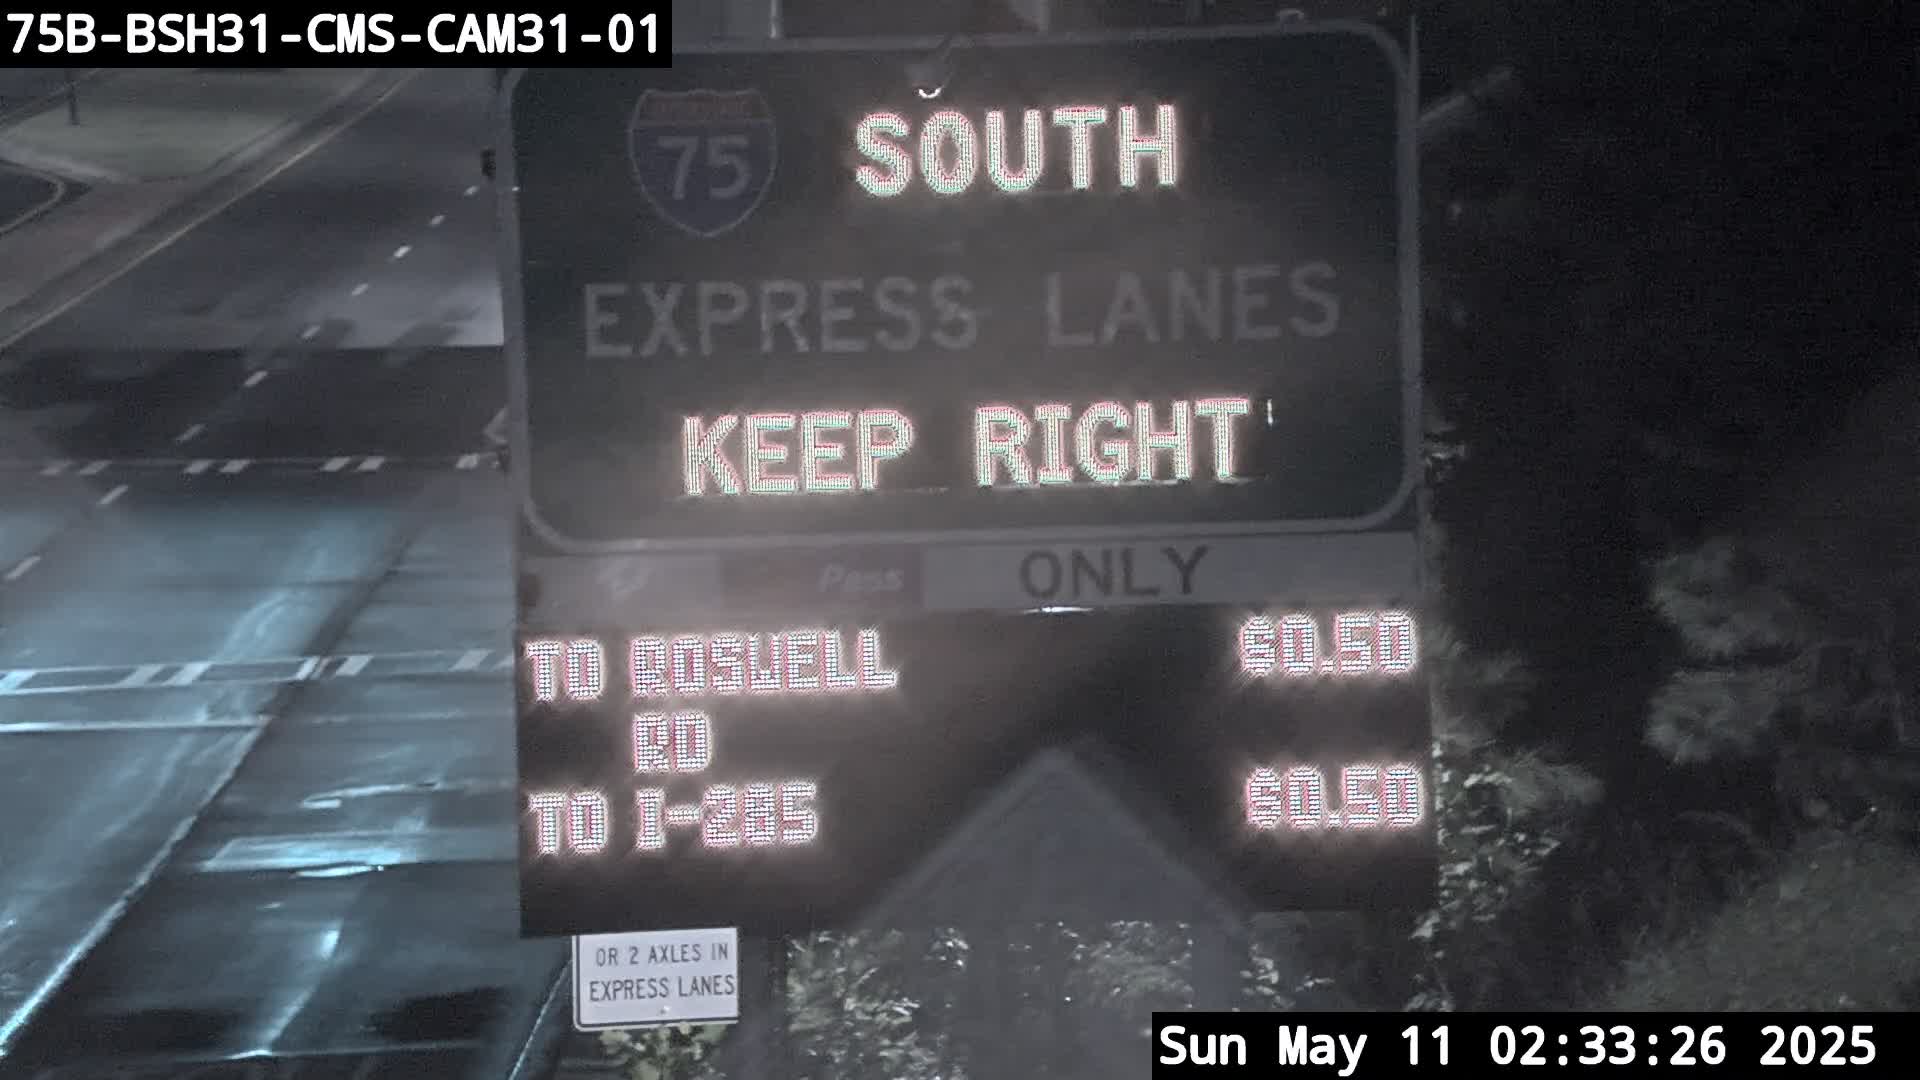 75B-BSH31-CMS-CAM31-01
75 SOUTH
EXPRESS LANES
KEEP RIGHT
Pass ONLY
TO ROSWELL $0.50
RD
TO I-285 $0.50
OR 2 AXLES IN
EXPRESS LANES
Sun May 11 02:33:26 2025